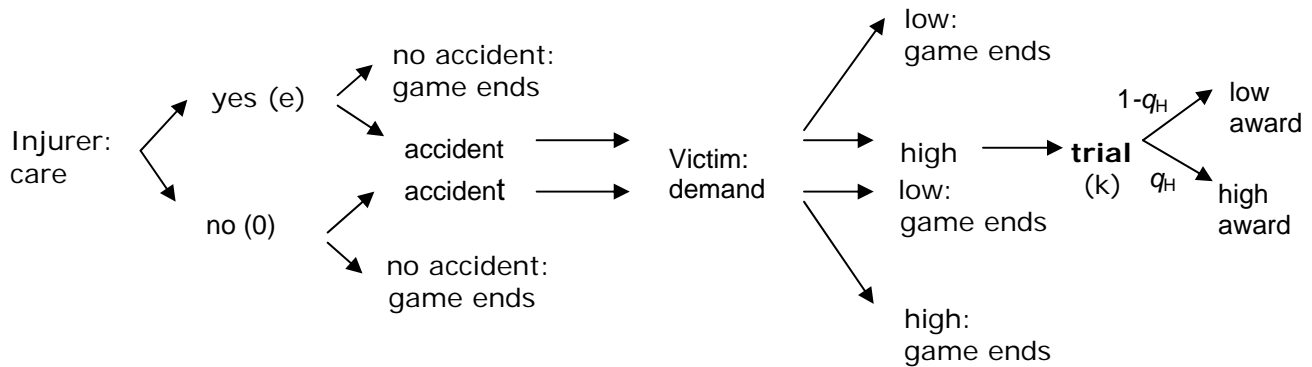 Injurer:
care
yes (e)
no (0)
no accident:
game ends
accident
accident
no accident:
game ends
Victim:
demand
low:
game ends
high
low:
game ends
high:
game ends
trial
(k)
1-qH
qH
low
award
high
award